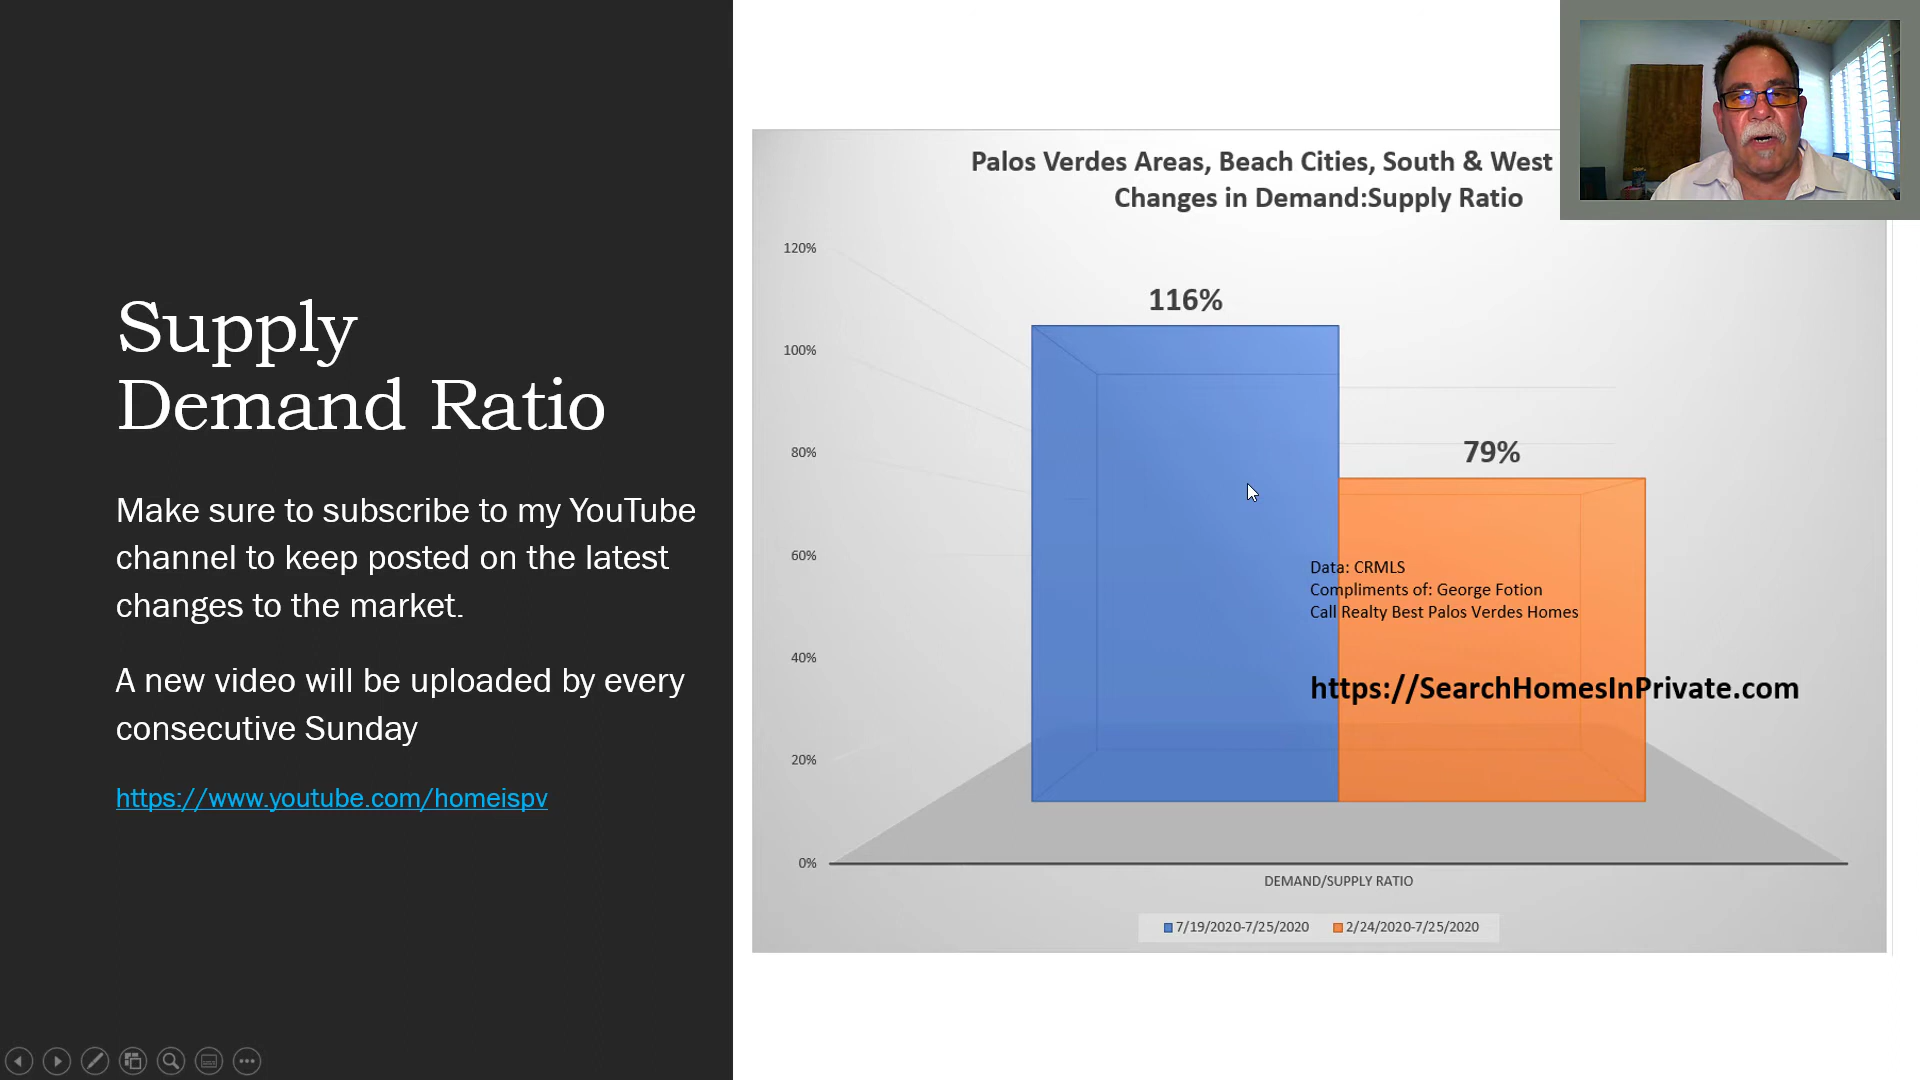 Supply
Demand Ratio
Make sure to subscribe to my YouTube
channel to keep posted on the latest
changes to the market.
A new video will be uploaded by every
consecutive Sunday
https://www.youtube.com/homeispv
Palos Verdes Areas, Beach Cities, South & West
Changes in Demand:Supply Ratio
120%
100%
80%
60%
40%
20%
0%
116%
79%
Data: CRMLS
Compliments of: George Fotion
Call Realty Best Palos Verdes Homes
https://SearchHomesInPrivate.com
DEMAND/SUPPLY RATIO
7/19/2020-7/25/2020 2/24/2020-7/25/2020